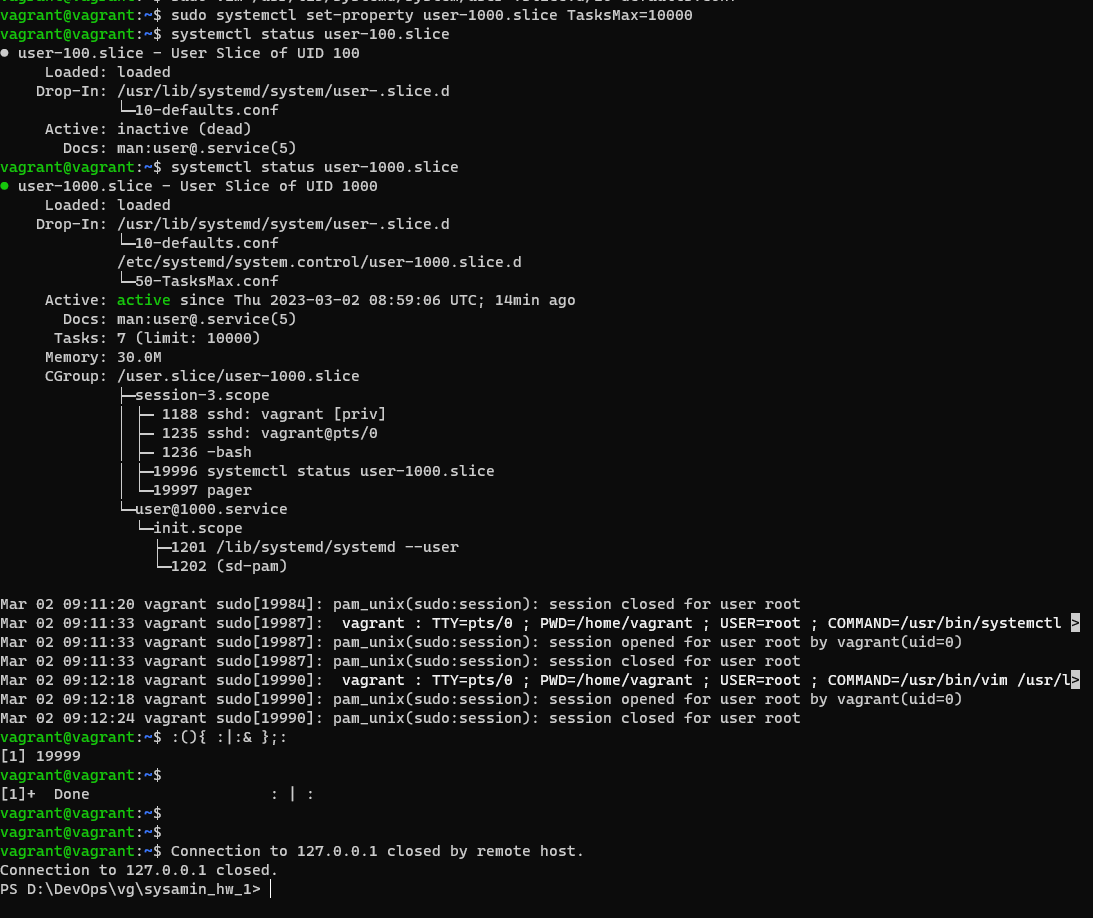 vagrant@vagrant:~$ sudo systemctl set-property user-1000.slice TasksMax=10000
vagrant@vagrant:~$ systemctl status user-100.slice
● user-100.slice - User Slice of UID 100
     Loaded: loaded
    Drop-In: /usr/lib/systemd/system/user-.slice.d
             └─10-defaults.conf
     Active: inactive (dead)
       Docs: man:user@.service(5)
vagrant@vagrant:~$ systemctl status user-1000.slice
● user-1000.slice - User Slice of UID 1000
     Loaded: loaded
    Drop-In: /usr/lib/systemd/system/user-.slice.d
             └─10-defaults.conf
             /etc/systemd/system.control/user-1000.slice.d
             └─50-TasksMax.conf
     Active: active since Thu 2023-03-02 08:59:06 UTC; 14min ago
       Docs: man:user@.service(5)
      Tasks: 7 (limit: 10000)
     Memory: 30.0M
     CGroup: /user.slice/user-1000.slice
             ├─session-3.scope
             │ ├─ 1188 sshd: vagrant [priv]
             │ ├─ 1235 sshd: vagrant@pts/0
             │ ├─ 1236 -bash
             │ ├─19996 systemctl status user-1000.slice
             │ └─19997 pager
             └─user@1000.service
               └─init.scope
                 ├─1201 /lib/systemd/systemd --user
                 └─1202 (sd-pam)
Mar 02 09:11:20 vagrant sudo[19984]: pam_unix(sudo:session): session closed for user root
Mar 02 09:11:33 vagrant sudo[19987]:  vagrant : TTY=pts/0 ; PWD=/home/vagrant ; USER=root ; COMMAND=/usr/bin/systemctl >
Mar 02 09:11:33 vagrant sudo[19987]: pam_unix(sudo:session): session opened for user root by vagrant(uid=0)
Mar 02 09:11:33 vagrant sudo[19987]: pam_unix(sudo:session): session closed for user root
Mar 02 09:12:18 vagrant sudo[19990]:  vagrant : TTY=pts/0 ; PWD=/home/vagrant ; USER=root ; COMMAND=/usr/bin/vim /usr/l>
Mar 02 09:12:18 vagrant sudo[19990]: pam_unix(sudo:session): session opened for user root by vagrant(uid=0)
Mar 02 09:12:24 vagrant sudo[19990]: pam_unix(sudo:session): session closed for user root
vagrant@vagrant:~$ :(){ :|:& };:
[1] 19999
vagrant@vagrant:~$
[1]+  Done                    : | :
vagrant@vagrant:~$
vagrant@vagrant:~$
vagrant@vagrant:~$ Connection to 127.0.0.1 closed by remote host.
Connection to 127.0.0.1 closed.
PS D:\DevOps\vg\sysamin_hw_1>